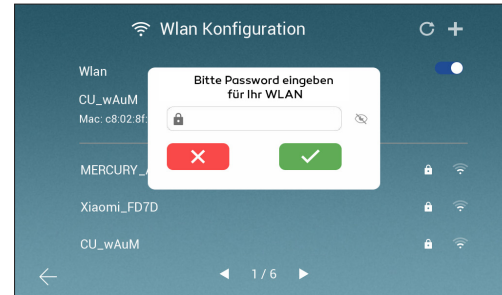 Wlan Konfiguration
Wlan
Bitte Password eingeben
für Ihr WLAN
CU_wAuM
Mac: c8:02:8f:
MERCURY_
Xiaomi_FD7D
CU_wAuM
1/6